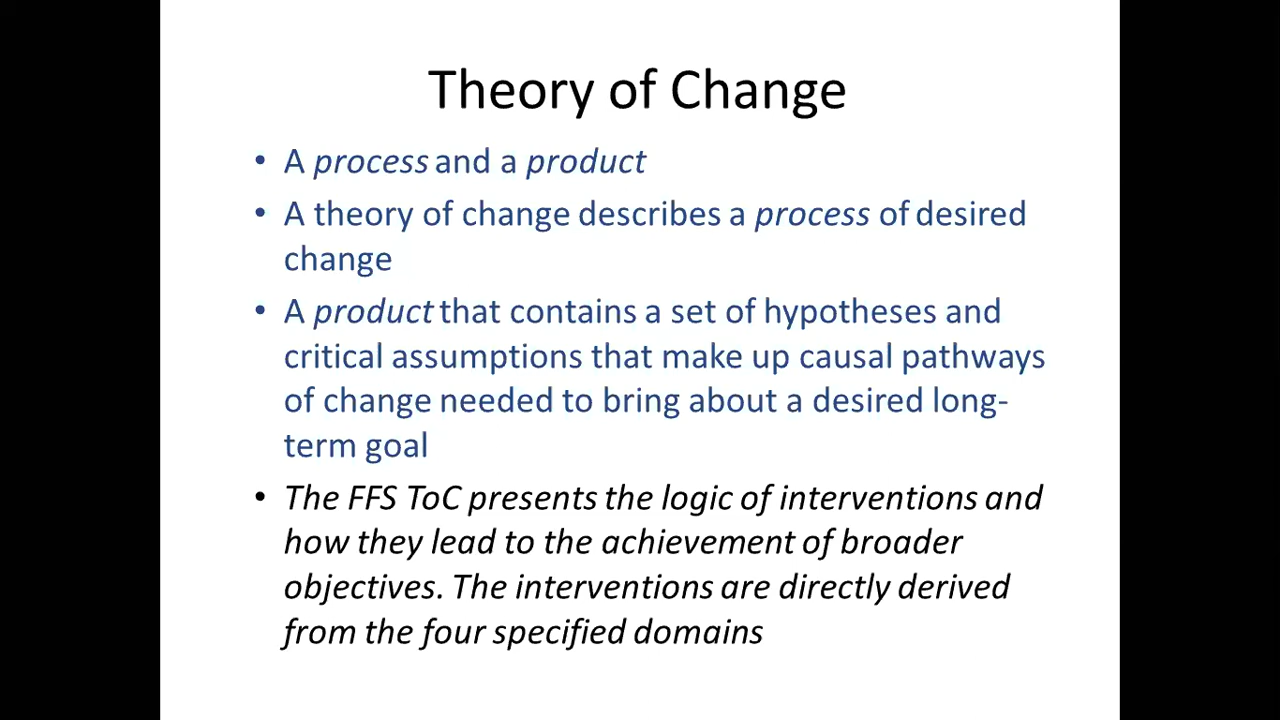 Theory of Change
• A process and a product
• A theory of change describes a process of desired
change
• A product that contains a set of hypotheses and
critical assumptions that make up causal pathways
of change needed to bring about a desired long-
term goal
• The FFS ToC presents the logic of interventions and
how they lead to the achievement of broader
objectives. The interventions are directly derived
from the four specified domains